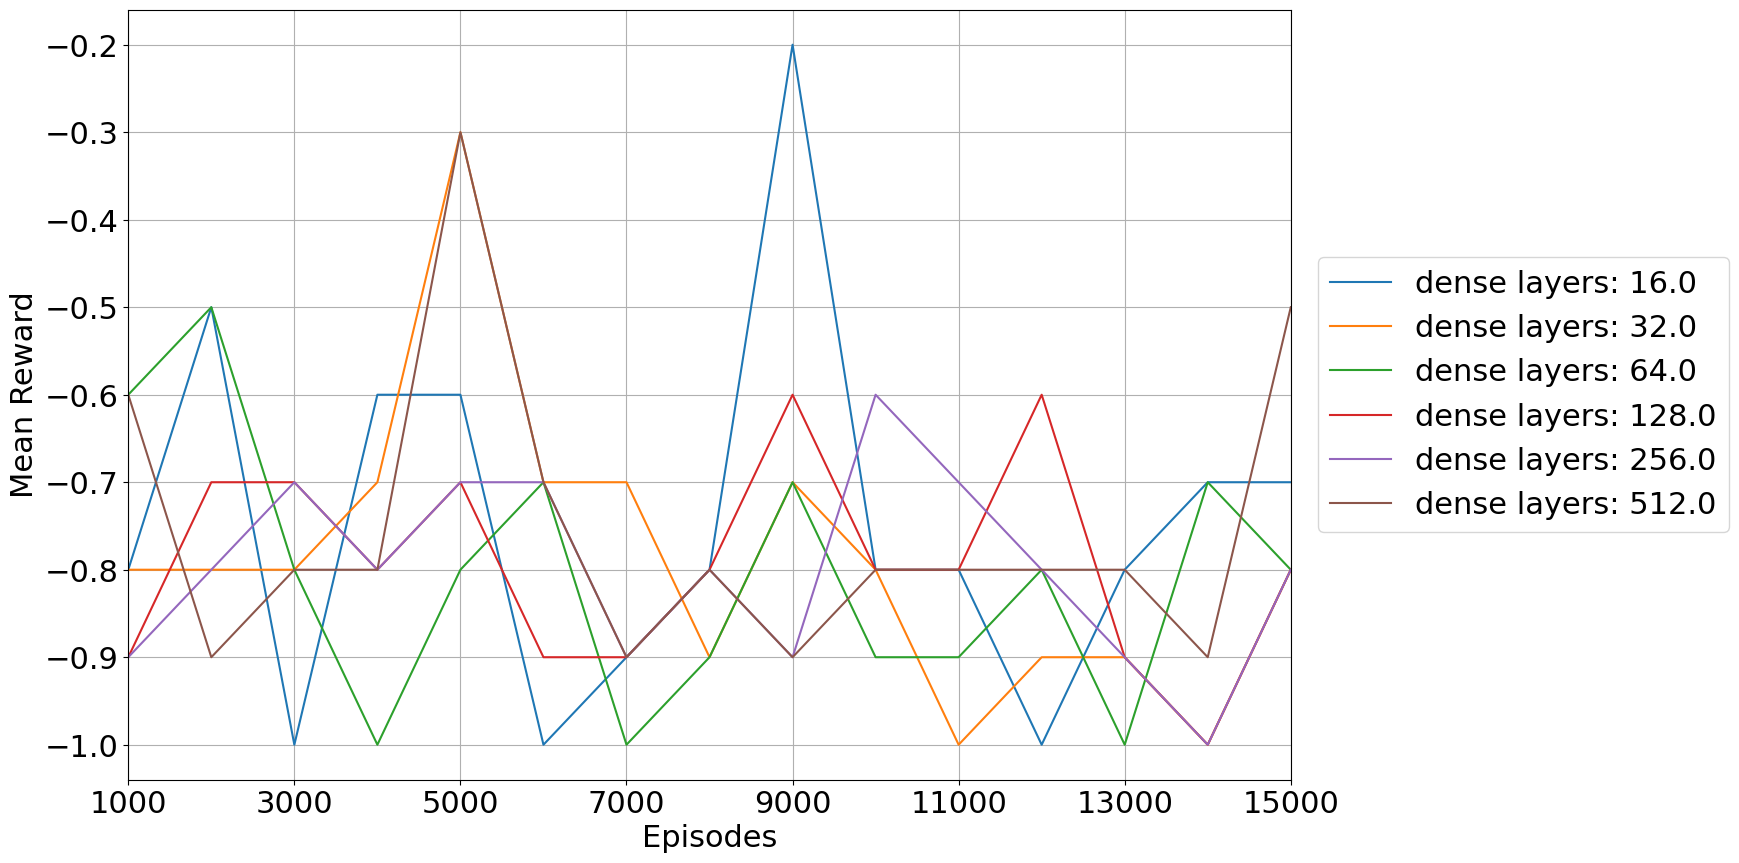 −0.2
−0.3
−0.4
−0.5
−0.6
−0.7
−0.8
−0.9
−1.0
Mean Reward
1000 3000 5000 7000 9000 11000 13000 15000
Episodes
dense layers: 16.0
dense layers: 32.0
dense layers: 64.0
dense layers: 128.0
dense layers: 256.0
dense layers: 512.0